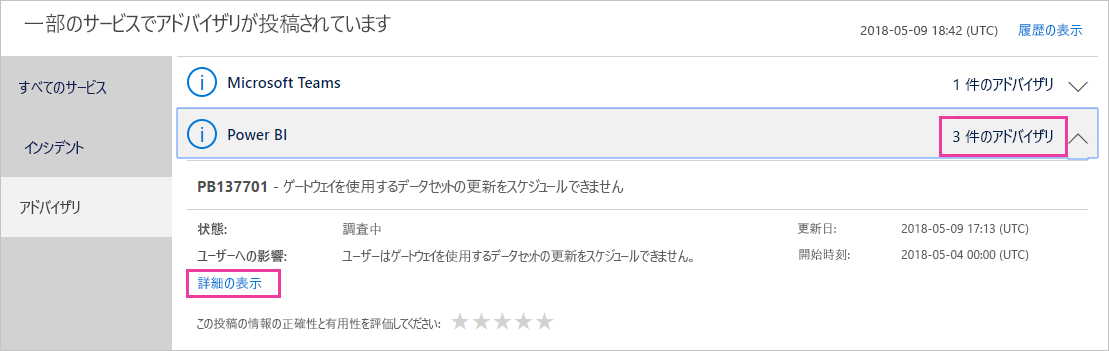 一部のサービスでアドバイザリが投稿されています
2018-05-09 18:42 (UTC) 履歴の表示
すべてのサービス
インシデント
アドバイザリ
Microsoft Teams 1 件のアドバイザリ
Power BI 3 件のアドバイザリ
PB137701 - ゲートウェイを使用するデータセットの更新をスケジュールできません
状態: 調査中 更新日: 2018-05-09 17:13 (UTC)
ユーザーへの影響: ユーザーはゲートウェイを使用するデータセットの更新をスケジュールできません。 開始時刻: 2018-05-04 00:00 (UTC)
詳細の表示
この投稿の情報の正確性と有用性を評価してください: